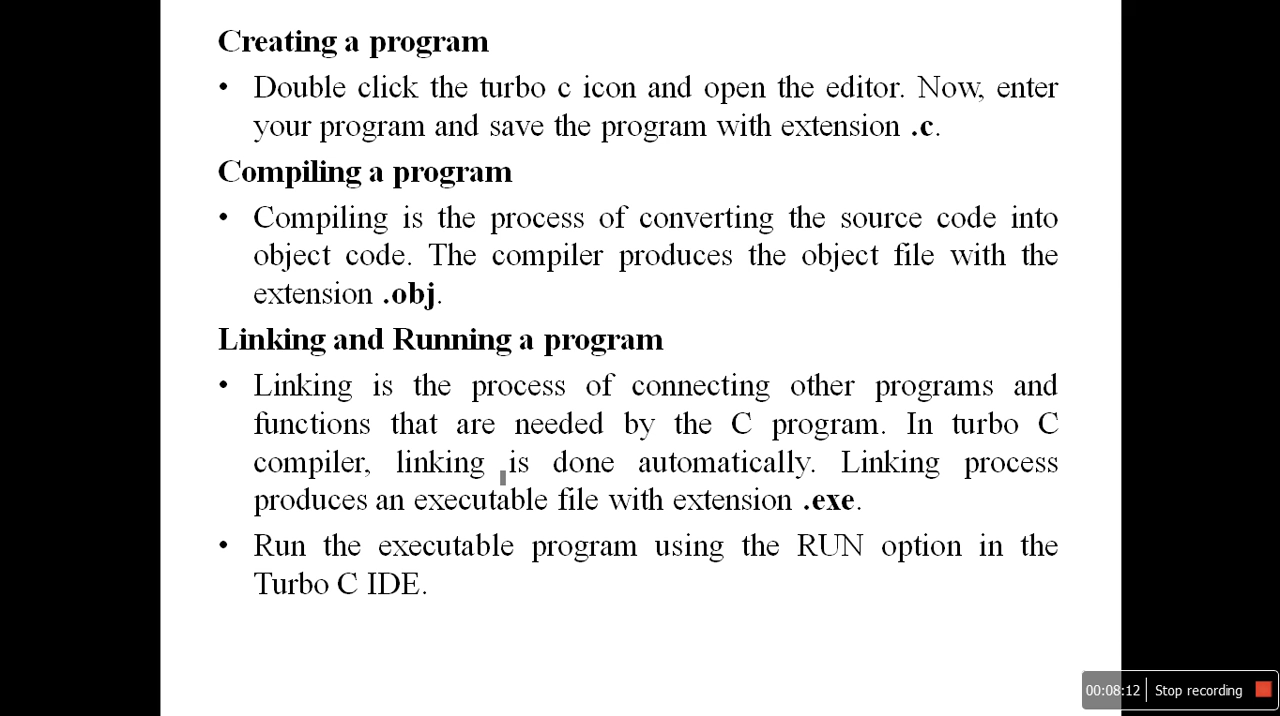 Creating a program
• Double click the turbo c icon and open the editor. Now, enter
your program and save the program with extension .c.
Compiling a program
• Compiling is the process of converting the source code into
object code. The compiler produces the object file with the
extension .obj.
Linking and Running a program
• Linking is the process of connecting other programs and
functions that are needed by the C program. In turbo C
compiler, linking is done automatically. Linking process
produces an executable file with extension .exe.
• Run the executable program using the RUN option in the
Turbo C IDE.
00:08:12 Stop recording